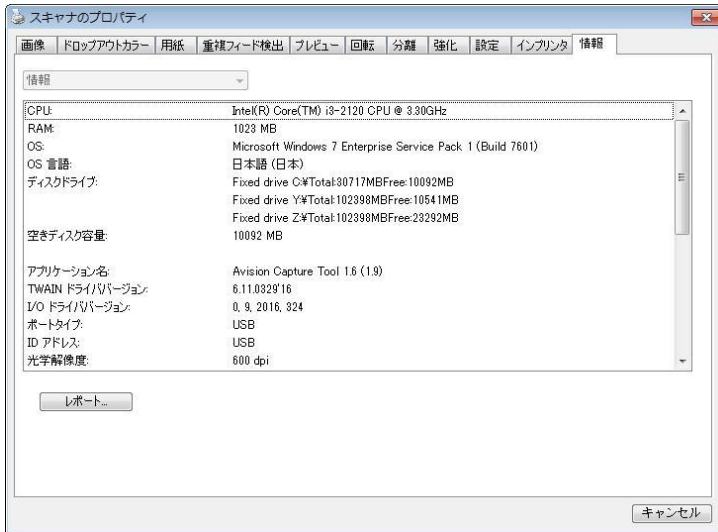 スキャナのプロパティ
画像 ドロップアウトカラー 用紙 重複フィード検出 プレビュー 回転 分離 強化 設定 インプリンタ 情報
情報
CPU: Intel(R) Core(TM) i3-2120 CPU @ 3.30GHz
RAM: 1023 MB
OS: Microsoft Windows 7 Enterprise Service Pack 1 (Build 7601)
OS 言語: 日本語 (日本)
ディスクドライブ: Fixed drive C:¥Total:30717MBFree:10092MB
Fixed drive Y:¥Total:102398MBFree:10541MB
Fixed drive Z:¥Total:102398MBFree:23292MB
空きディスク容量: 10092 MB
アプリケーション名: Avision Capture Tool 1.6 (1.9)
TWAIN ドライババージョン: 6.11.0329'16
I/O ドライババージョン: 0, 9, 2016, 324
ポートタイプ: USB
ID アドレス: USB
光学解像度: 600 dpi
レポート...
キャンセル